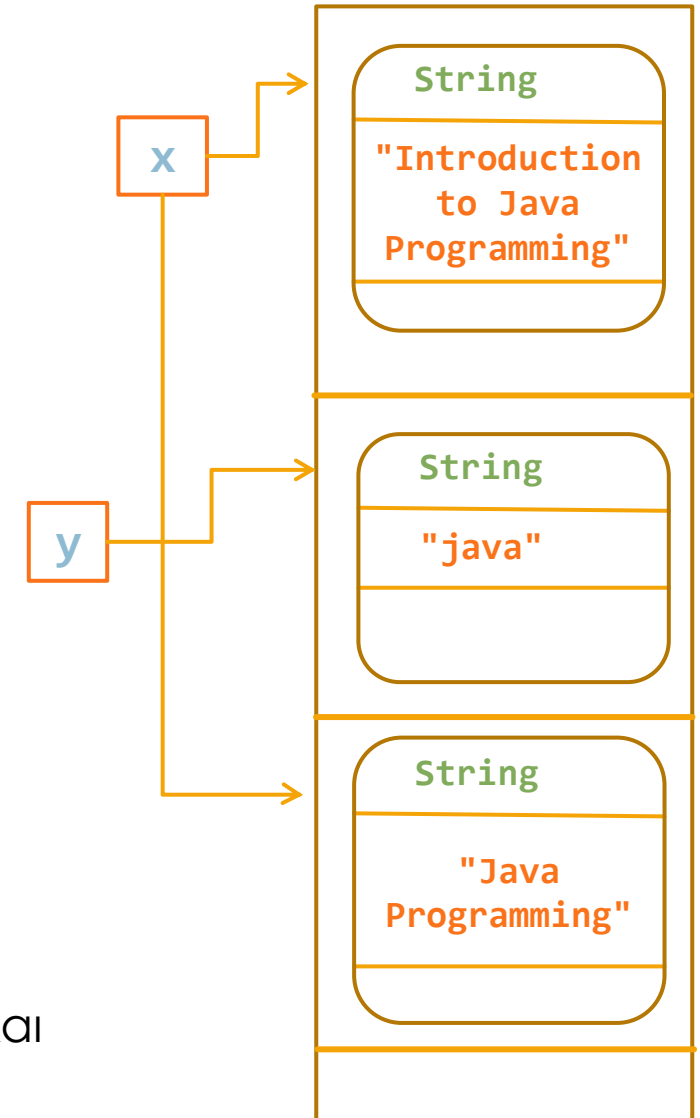 String
x
"Introduction
to Java
Programming"
String
y
"java"
String
"Java
Programming"